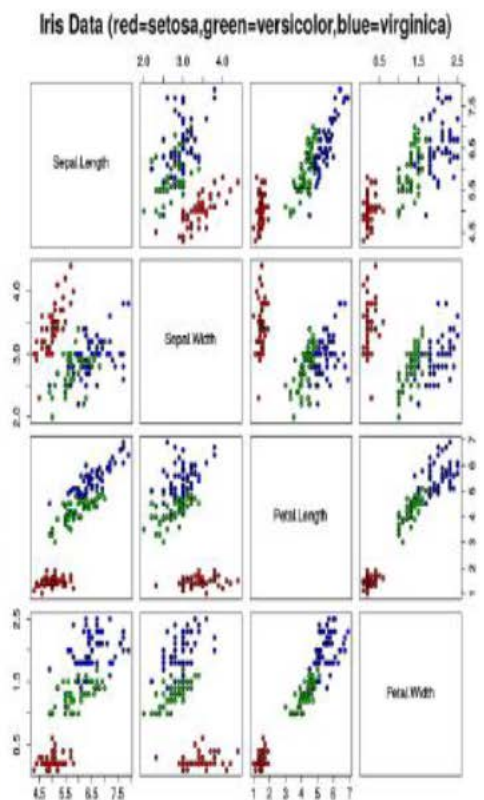 Iris Data (red=setosa,green=versicolor,blue=virginica)
2.0 3.0 4.0 0.5 1.5 2.5
Sepal.Length
4.5 5.5 6.5 7.5
2.0 3.0 4.0
Sepal.Width
Petal.Length
1 2 3 4 5 6 7
0.5 1.5 2.5
Petal.Width
4.5 5.5 6.5 7.5 1 2 3 4 5 6 7